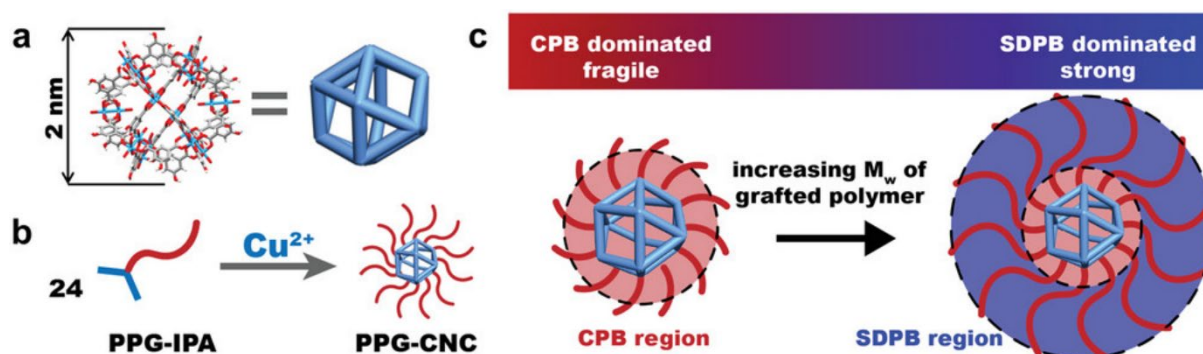 a
2 nm
b
24
Cu²⁺
PPG-IPA
PPG-CNC
c
CPB dominated
fragile
SDPB dominated
strong
increasing M_w of
grafted polymer
CPB region
SDPB region